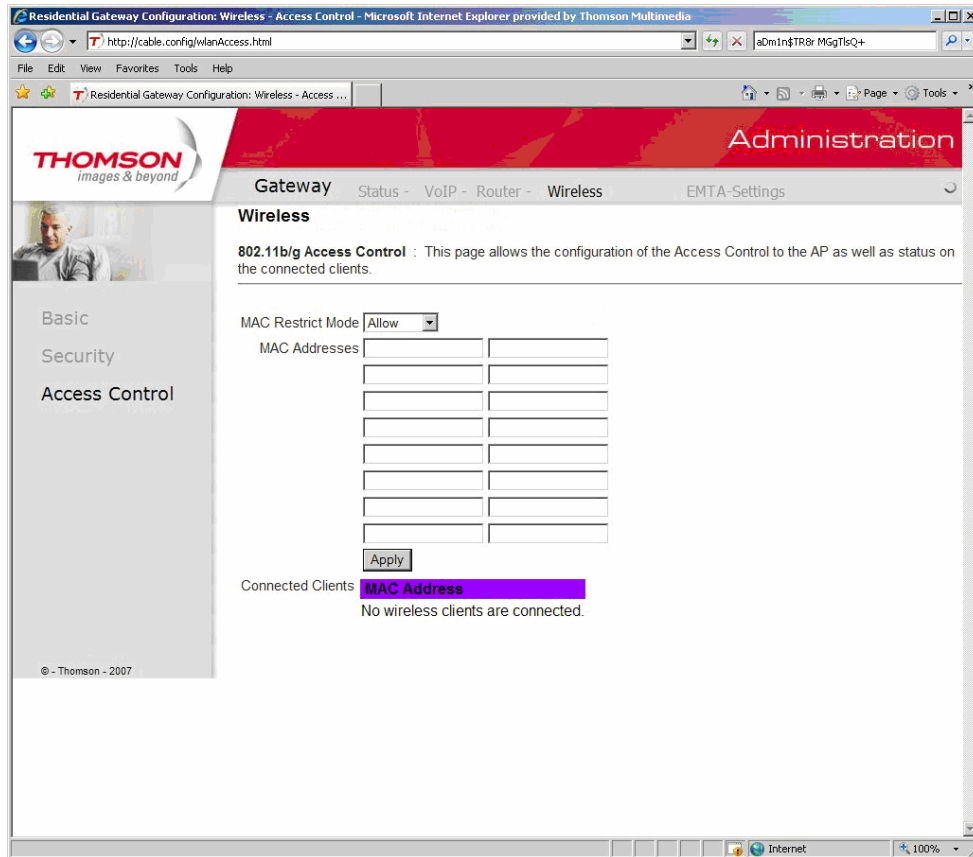 Residential Gateway Configuration: Wireless - Access Control - Microsoft Internet Explorer provided by Thomson Multimedia
http://cable.config/wlanAccess.html
aDm1n$TR8r MGgTlsQ+
File Edit View Favorites Tools Help
Residential Gateway Configuration: Wireless - Access ...
Page Tools
THOMSON
images & beyond
Administration
Gateway Status - VoIP - Router - Wireless EMTA-Settings
Wireless
802.11b/g Access Control : This page allows the configuration of the Access Control to the AP as well as status on
the connected clients.
Basic
Security
Access Control
MAC Restrict Mode Allow
MAC Addresses
Apply
Connected Clients MAC Address
No wireless clients are connected.
© - Thomson - 2007
Internet 100%